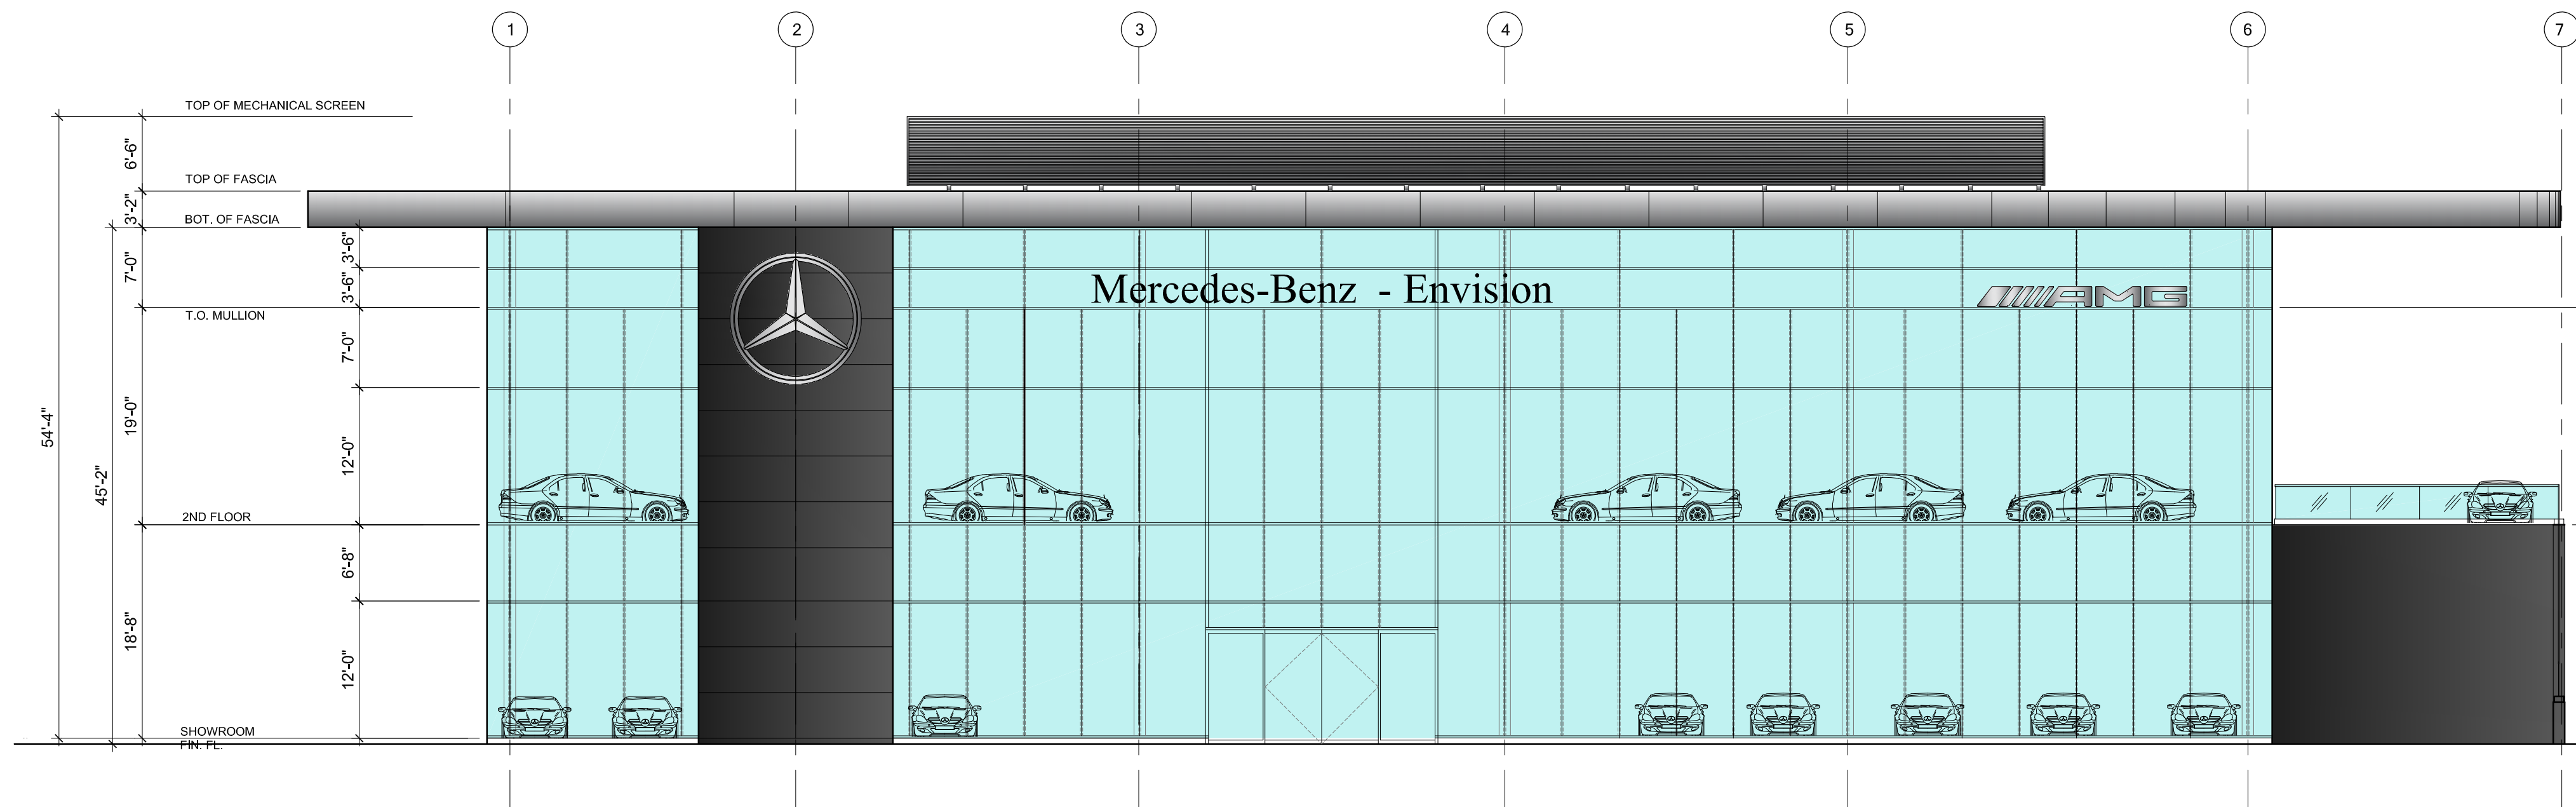 1 2 3 4 5 6 7
TOP OF MECHANICAL SCREEN
6'-6"
TOP OF FASCIA
3'-2"
BOT. OF FASCIA
3'-6"
7'-0"
3'-6"
Mercedes-Benz - Envision
AMG
T.O. MULLION
7'-0"
19'-0"
54'-4"
12'-0"
45'-2"
2ND FLOOR
6'-8"
18'-8"
12'-0"
SHOWROOM
FIN. FL.